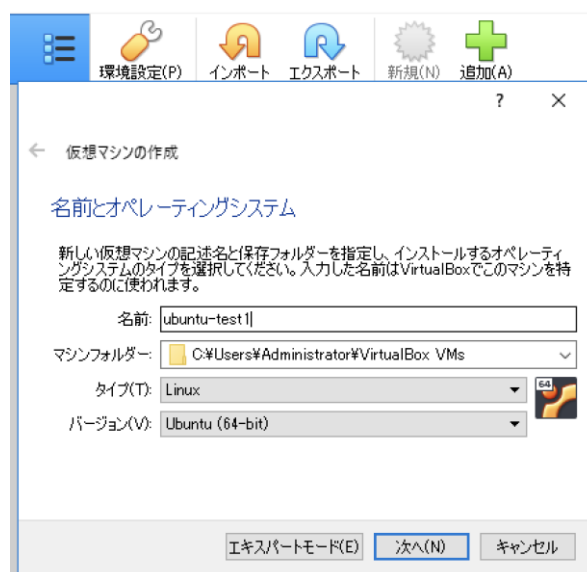 環境設定(P) インポート エクスポート 新規(N) 追加(A)
?
仮想マシンの作成
名前とオペレーティングシステム
新しい仮想マシンの記述名と保存フォルダーを指定し、インストールするオペレーティ
ングシステムのタイプを選択してください。入力した名前はVirtualBoxでこのマシンを特
定するのに使われます。
名前: ubuntu-test1
マシンフォルダー: C:¥Users¥Administrator¥VirtualBox VMs
タイプ(T): Linux
64
バージョン(V): Ubuntu (64-bit)
エキスパートモード(E) 次へ(N) キャンセル